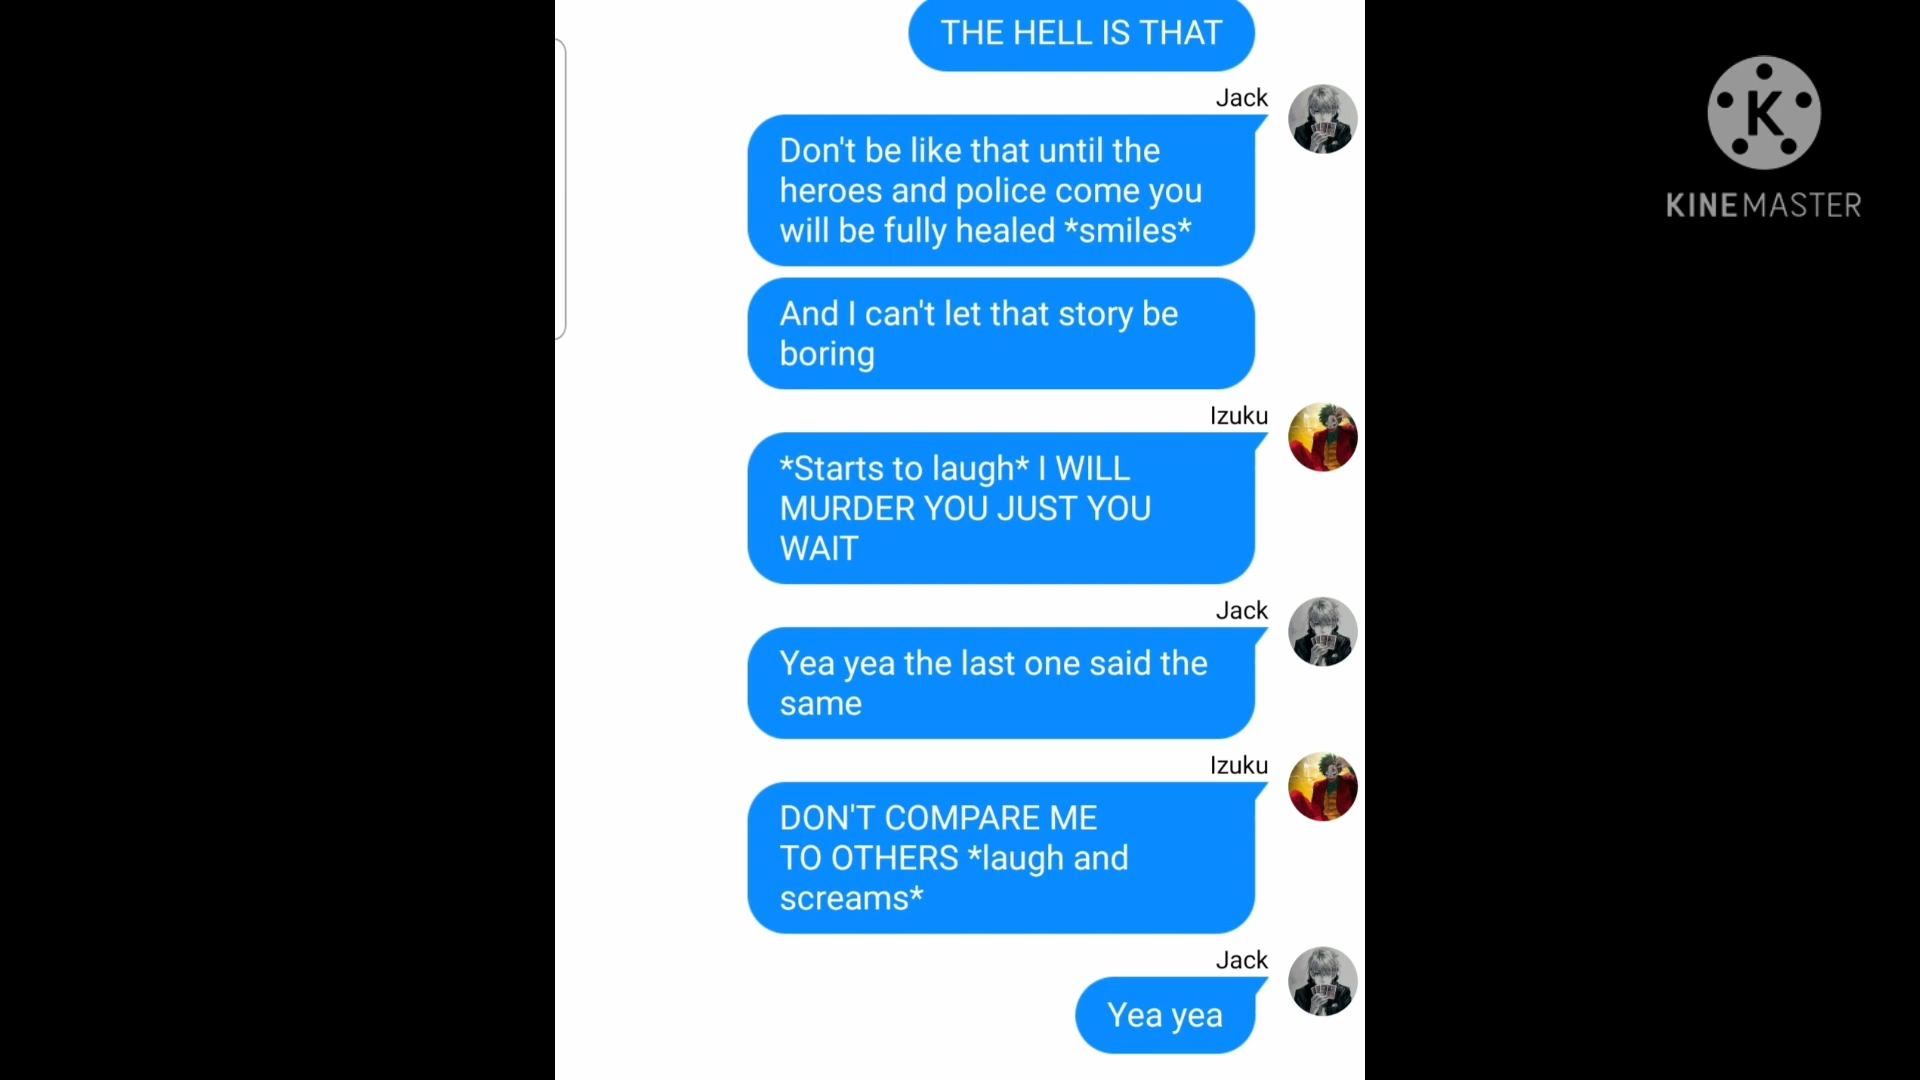 THE HELL IS THAT
Jack
Don't be like that until the
heroes and police come you
will be fully healed *smiles*
And I can't let that story be
boring
Izuku
*Starts to laugh* I WILL
MURDER YOU JUST YOU
WAIT
Jack
Yea yea the last one said the
same
Izuku
DON'T COMPARE ME
TO OTHERS *laugh and
screams*
Jack
Yea yea
K
KINEMASTER